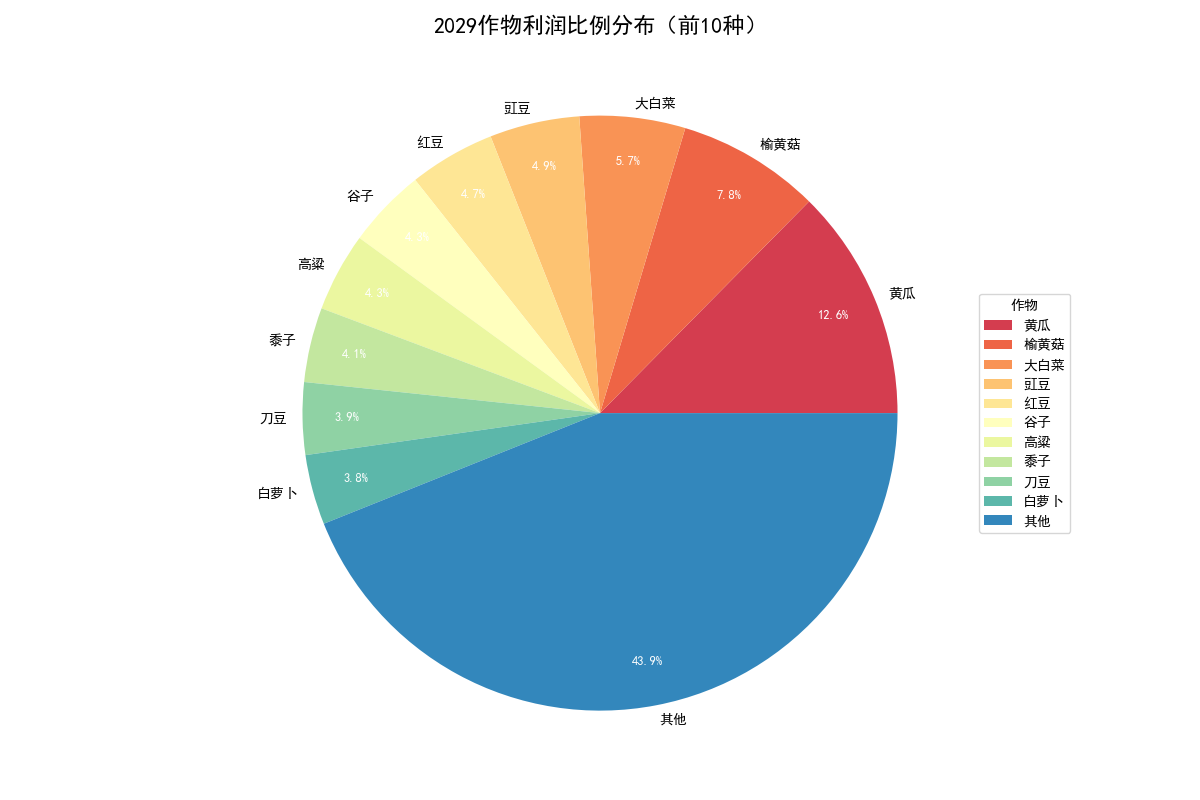 2029作物利润比例分布（前10种）
大白菜
豇豆
红豆
榆黄菇
谷子
高粱
黄瓜
黍子
刀豆
白萝卜
其他
5.7%
4.9%
4.7%
7.8%
4.3%
12.6%
4.1%
3.9%
3.8%
43.9%
作物
黄瓜
榆黄菇
大白菜
豇豆
红豆
谷子
高粱
黍子
刀豆
白萝卜
其他